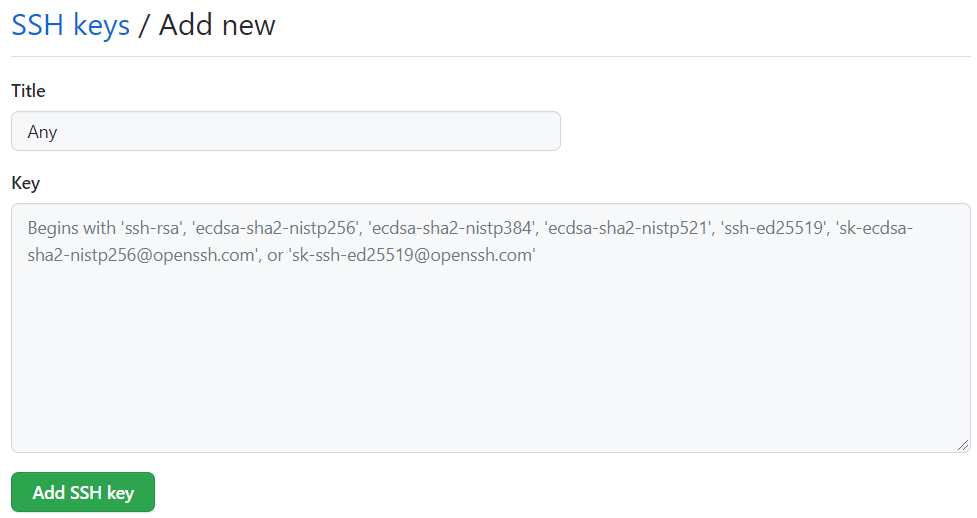 SSH keys / Add new
Title
Any
Key
Begins with 'ssh-rsa', 'ecdsa-sha2-nistp256', 'ecdsa-sha2-nistp384', 'ecdsa-sha2-nistp521', 'ssh-ed25519', 'sk-ecdsa-
sha2-nistp256@openssh.com', or 'sk-ssh-ed25519@openssh.com'
Add SSH key